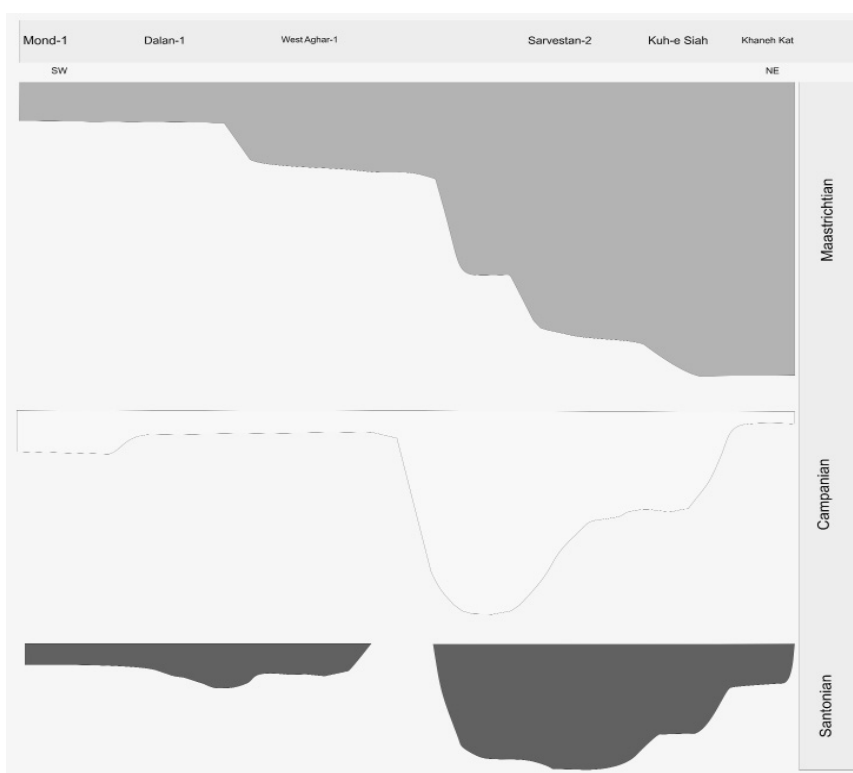 Mond-1 Dalan-1 West Aghar-1 Sarvestan-2 Kuh-e Siah Khaneh Kat
SW NE
Maastrichtian
Campanian
Santonian